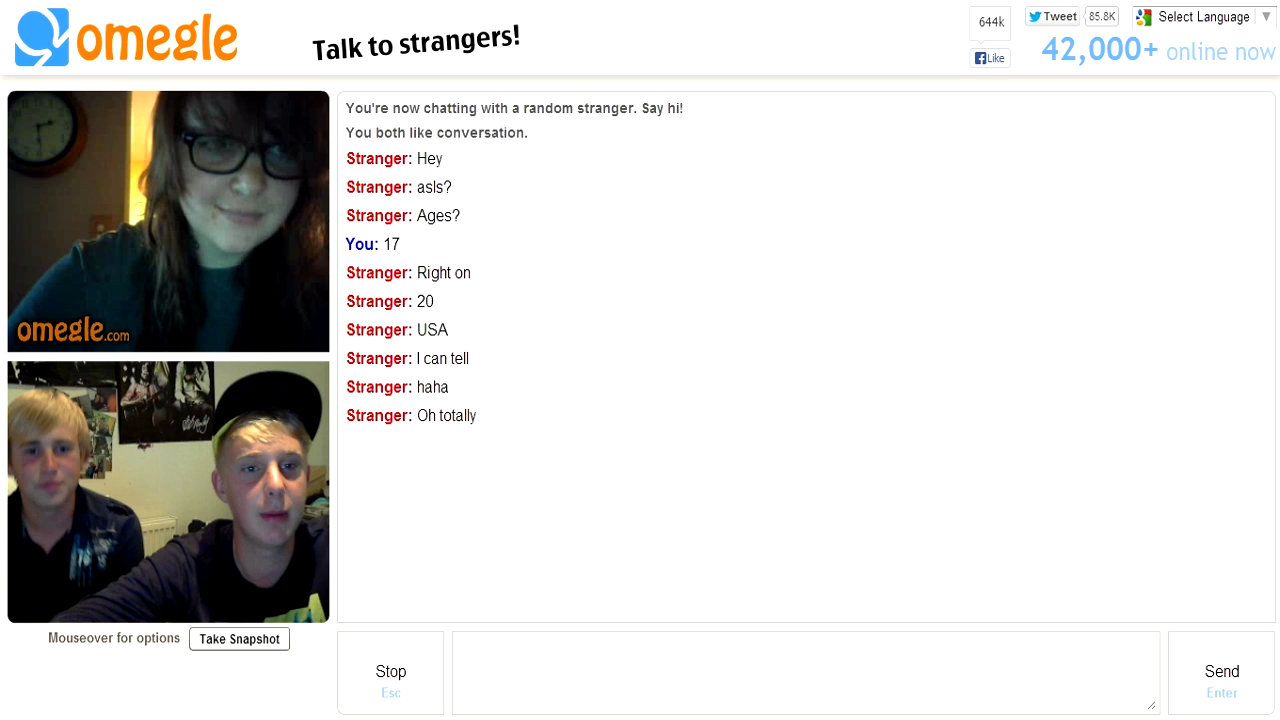 omegle
Talk to strangers!
644k
Like
Tweet
85.8K
Select Language
42,000+ online now
omegle.com
Mouseover for options
Take Snapshot
You're now chatting with a random stranger. Say hi!
You both like conversation.
Stranger: Hey
Stranger: asls?
Stranger: Ages?
You: 17
Stranger: Right on
Stranger: 20
Stranger: USA
Stranger: I can tell
Stranger: haha
Stranger: Oh totally
Stop
Esc
Send
Enter